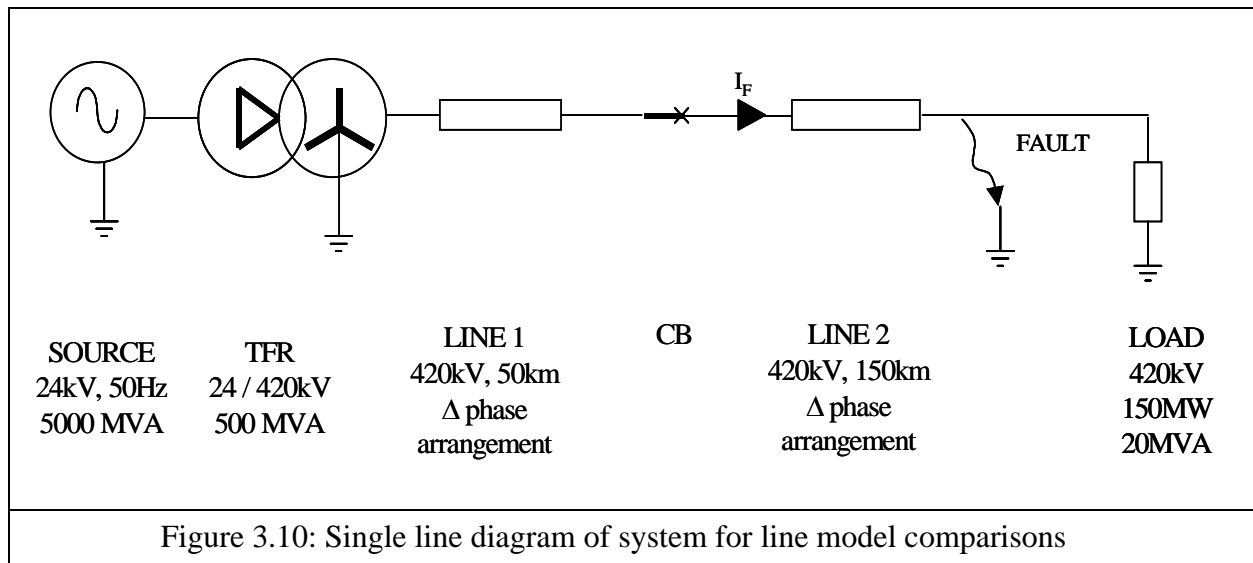 I_F
FAULT
SOURCE
24kV, 50Hz
5000 MVA
TFR
24 / 420kV
500 MVA
LINE 1
420kV, 50km
Δ phase
arrangement
CB
LINE 2
420kV, 150km
Δ phase
arrangement
LOAD
420kV
150MW
20MVA
Figure 3.10: Single line diagram of system for line model comparisons